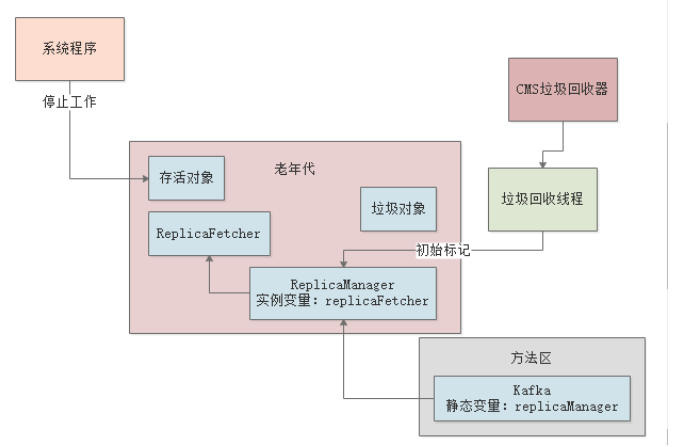 系统程序
停止工作
CMS垃圾回收器
老年代
存活对象
垃圾回收线程
垃圾对象
ReplicaFetcher
初始标记
ReplicaManager
实例变量：replicaFetcher
方法区
Kafka
静态变量：replicaManager